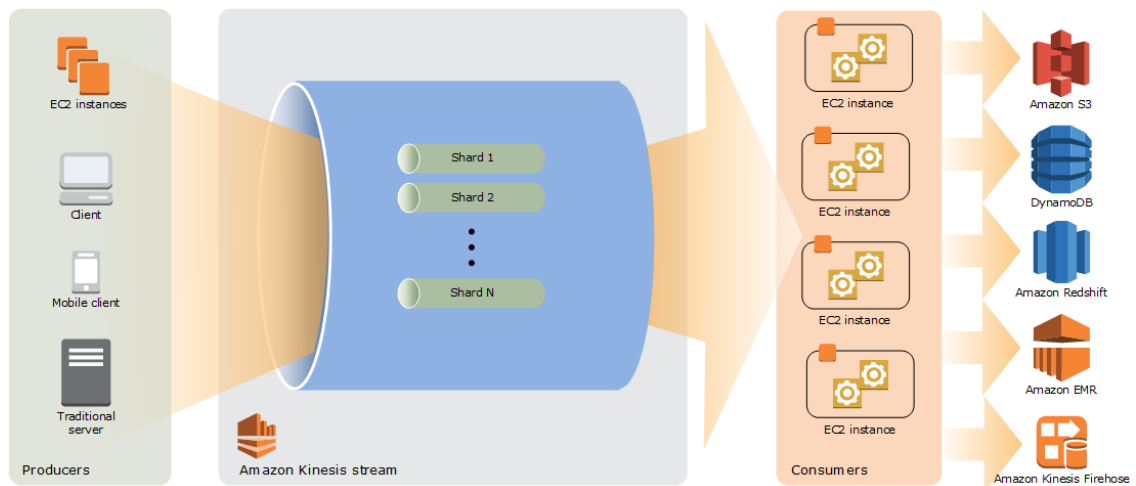 EC2 instances
Client
Mobile client
Traditional
server
Producers
Shard 1
Shard 2
Shard N
Amazon Kinesis stream
EC2 instance
EC2 instance
EC2 instance
EC2 instance
Consumers
Amazon S3
DynamoDB
Amazon Redshift
Amazon EMR
Amazon Kinesis Firehose